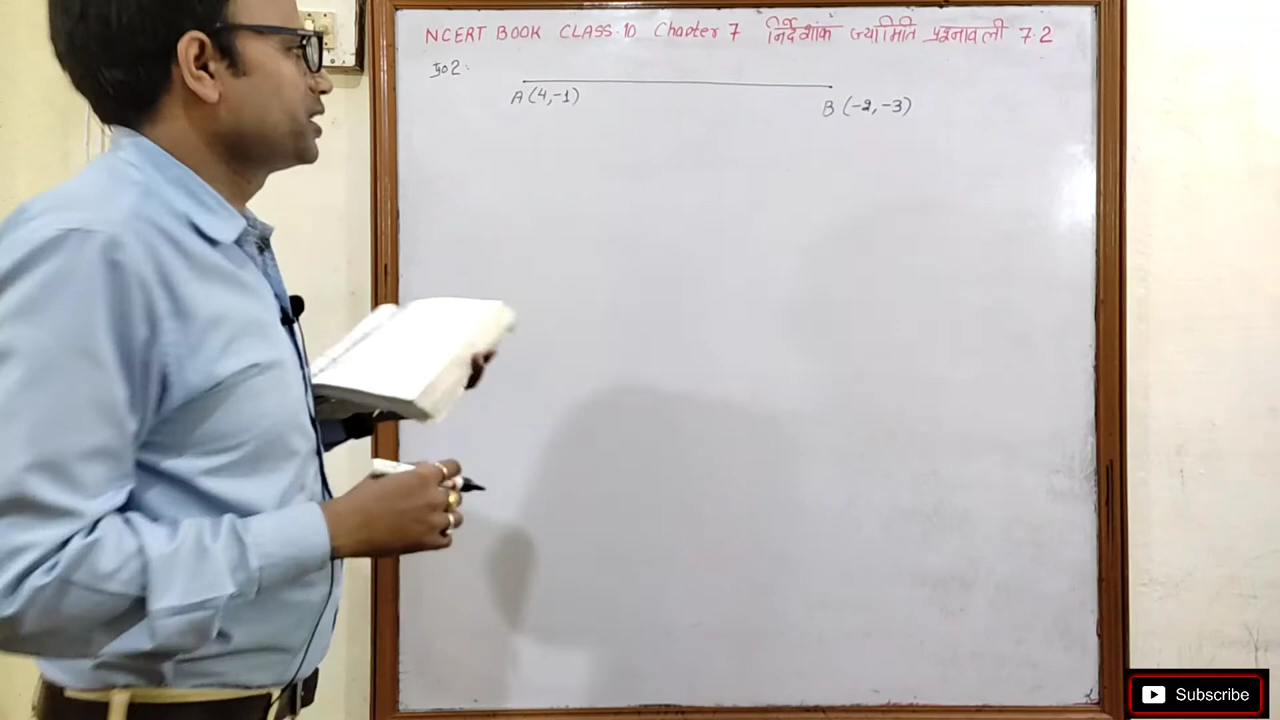 NCERT BOOK CLASS-10 Chapter 7 निर्देशांक ज्यामिति प्रश्नावली 7.2
प्र02:
A (4,-1)
B (-2, -3)
Subscribe